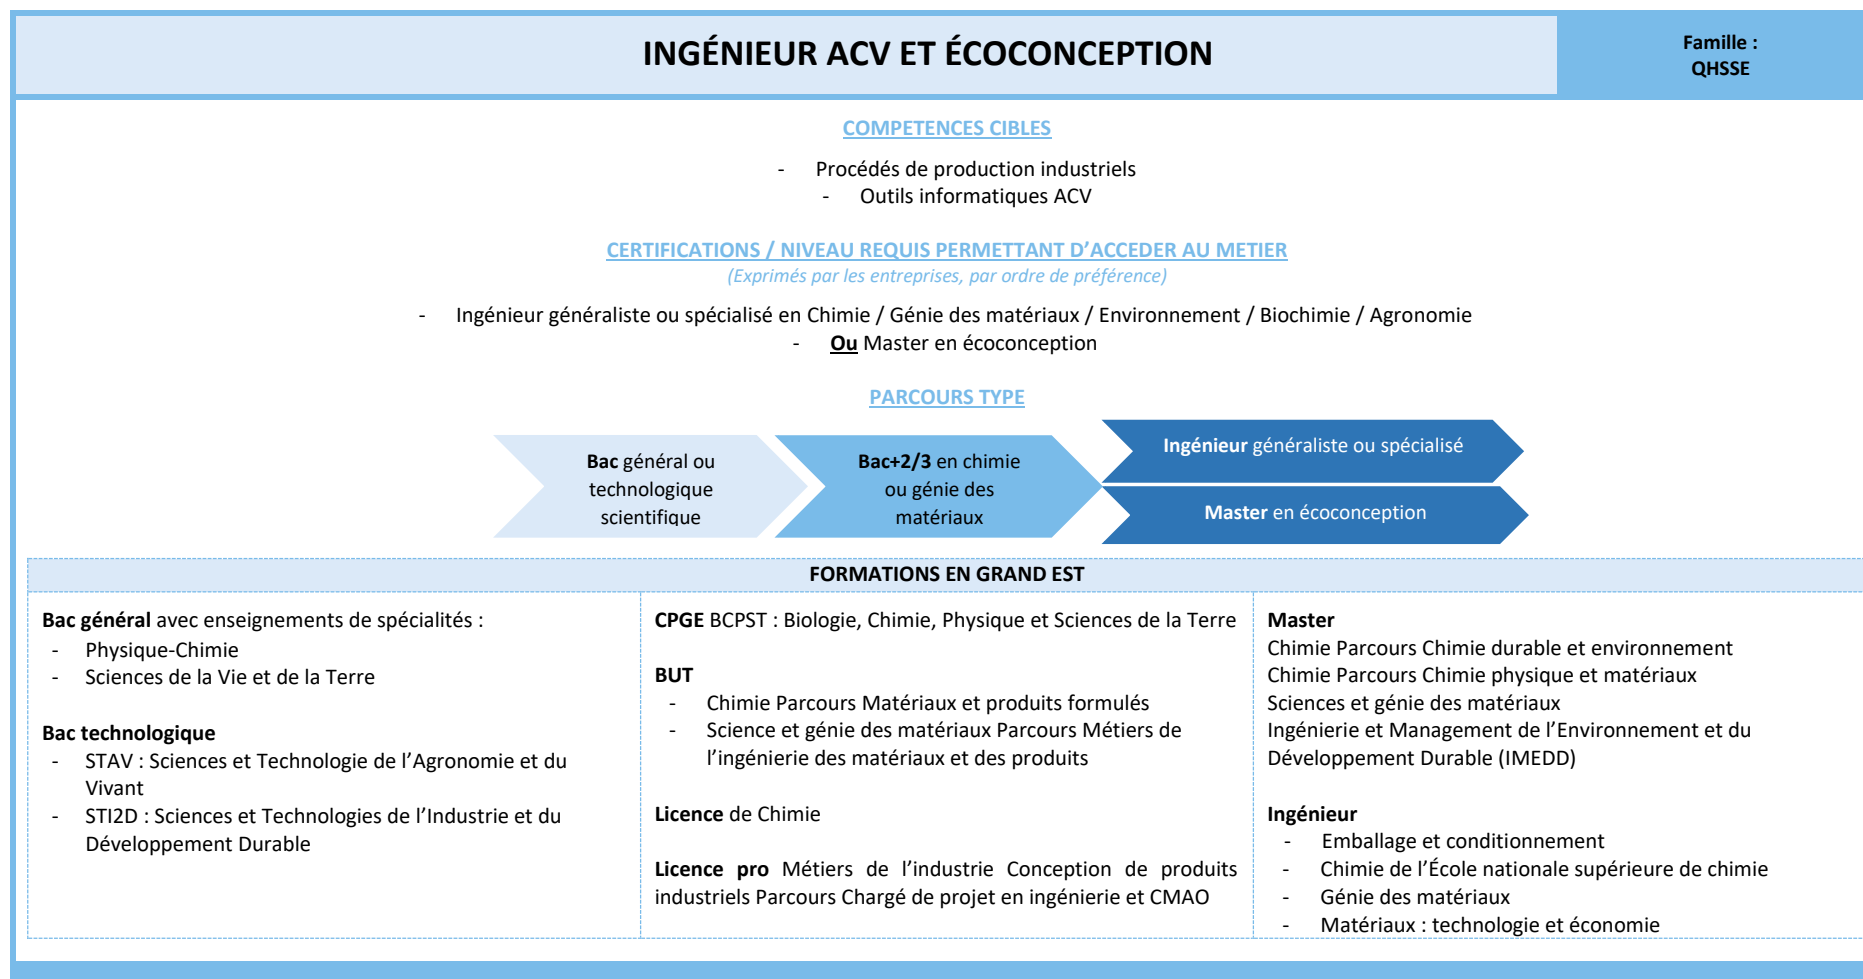 INGÉNIEUR ACV ET ÉCOCONCEPTION
Famille :
QHSSE
COMPETENCES CIBLES
- Procédés de production industriels
- Outils informatiques ACV
CERTIFICATIONS / NIVEAU REQUIS PERMETTANT D’ACCEDER AU METIER
(Exprimés par les entreprises, par ordre de préférence)
- Ingénieur généraliste ou spécialisé en Chimie / Génie des matériaux / Environnement / Biochimie / Agronomie
- Ou Master en écoconception
PARCOURS TYPE
Bac général ou
technologique
scientifique
Bac+2/3 en chimie
ou génie des
matériaux
Ingénieur généraliste ou spécialisé
Master en écoconception
FORMATIONS EN GRAND EST
Bac général avec enseignements de spécialités :
- Physique-Chimie
- Sciences de la Vie et de la Terre
Bac technologique
- STAV : Sciences et Technologie de l’Agronomie et du
Vivant
- STI2D : Sciences et Technologies de l’Industrie et du
Développement Durable
CPGE BCPST : Biologie, Chimie, Physique et Sciences de la Terre
BUT
- Chimie Parcours Matériaux et produits formulés
- Science et génie des matériaux Parcours Métiers de
l’ingénierie des matériaux et des produits
Licence de Chimie
Licence pro Métiers de l’industrie Conception de produits
industriels Parcours Chargé de projet en ingénierie et CMAO
Master
Chimie Parcours Chimie durable et environnement
Chimie Parcours Chimie physique et matériaux
Sciences et génie des matériaux
Ingénierie et Management de l’Environnement et du
Développement Durable (IMEDD)
Ingénieur
- Emballage et conditionnement
- Chimie de l’École nationale supérieure de chimie
- Génie des matériaux
- Matériaux : technologie et économie